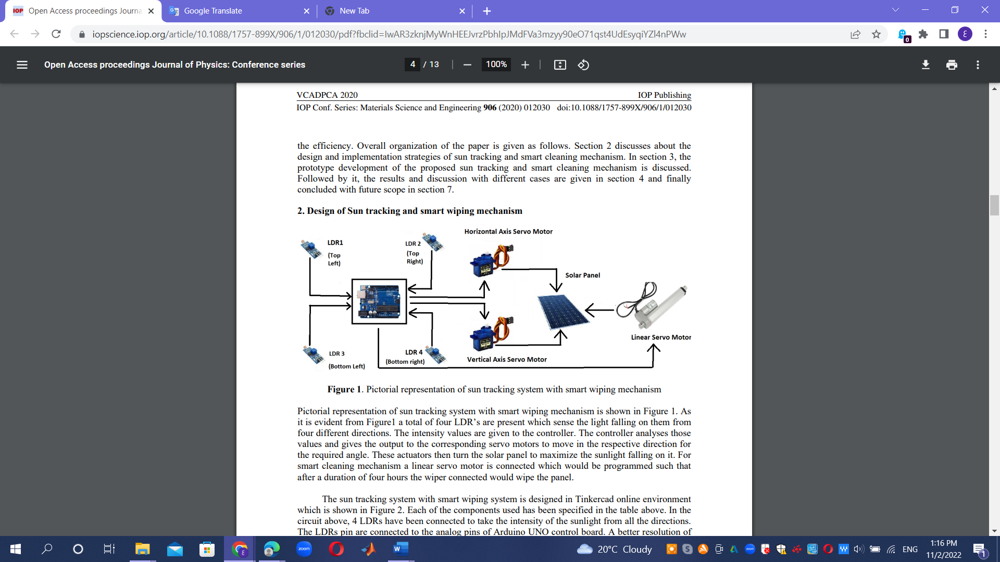 IOP Open Access proceedings Journa
Google Translate
New Tab
iopscience.iop.org/article/10.1088/1757-899X/906/1/012030/pdf?fbclid=IwAR3zknjMyWnHEEJvrzPbhIpJMdFVa3mzyy90eO71qst4UdEsyqiYZl4nPWw
0
ε
Open Access proceedings Journal of Physics: Conference series
4 / 13
100%
VCADPCA 2020 IOP Publishing
IOP Conf. Series: Materials Science and Engineering 906 (2020) 012030 doi:10.1088/1757-899X/906/1/012030
the efficiency. Overall organization of the paper is given as follows. Section 2 discusses about the
design and implementation strategies of sun tracking and smart cleaning mechanism. In section 3, the
prototype development of the proposed sun tracking and smart cleaning mechanism is discussed.
Followed by it, the results and discussion with different cases are given in section 4 and finally
concluded with future scope in section 7.
2. Design of Sun tracking and smart wiping mechanism
Horizontal Axis Servo Motor
LDR1
(Top
Left)
LDR 2
(Top
Right)
Solar Panel
UNO
Linear Servo Motor
LDR 3
(Bottom Left)
LDR 4
(Bottom right)
Vertical Axis Servo Motor
Figure 1. Pictorial representation of sun tracking system with smart wiping mechanism
Pictorial representation of sun tracking system with smart wiping mechanism is shown in Figure 1. As
it is evident from Figure1 a total of four LDR’s are present which sense the light falling on them from
four different directions. The intensity values are given to the controller. The controller analyses those
values and gives the output to the corresponding servo motors to move in the respective direction for
the required angle. These actuators then turn the solar panel to maximize the sunlight falling on it. For
smart cleaning mechanism a linear servo motor is connected which would be programmed such that
after a duration of four hours the wiper connected would wipe the panel.
The sun tracking system with smart wiping system is designed in Tinkercad online environment
which is shown in Figure 2. Each of the components used has been specified in the table above. In the
circuit above, 4 LDRs have been connected to take the intensity of the sunlight from all the directions.
The LDRs pin are connected to the analog pins of Arduino UNO control board. A better resolution of
zoom
W
20°C Cloudy
ENG
1:16 PM
11/2/2022
1